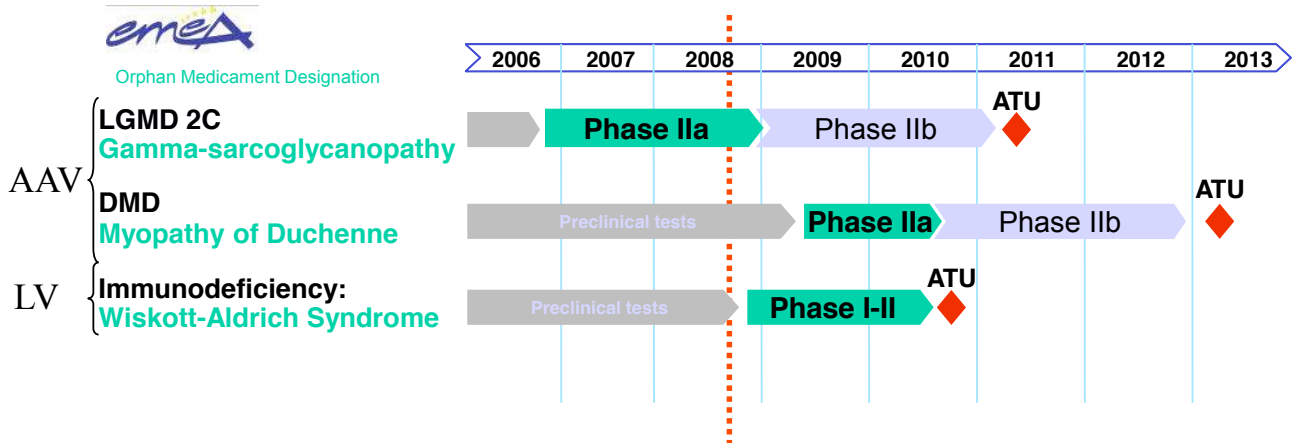 emeA
Orphan Medicament Designation
2006 2007 2008 2009 2010 2011 2012 2013
AAV
LGMD 2C
Gamma-sarcoglycanopathy
Phase IIa
Phase IIb
ATU
DMD
Myopathy of Duchenne
Preclinical tests
Phase IIa
Phase IIb
ATU
LV
Immunodeficiency:
Wiskott-Aldrich Syndrome
Preclinical tests
Phase I-II
ATU